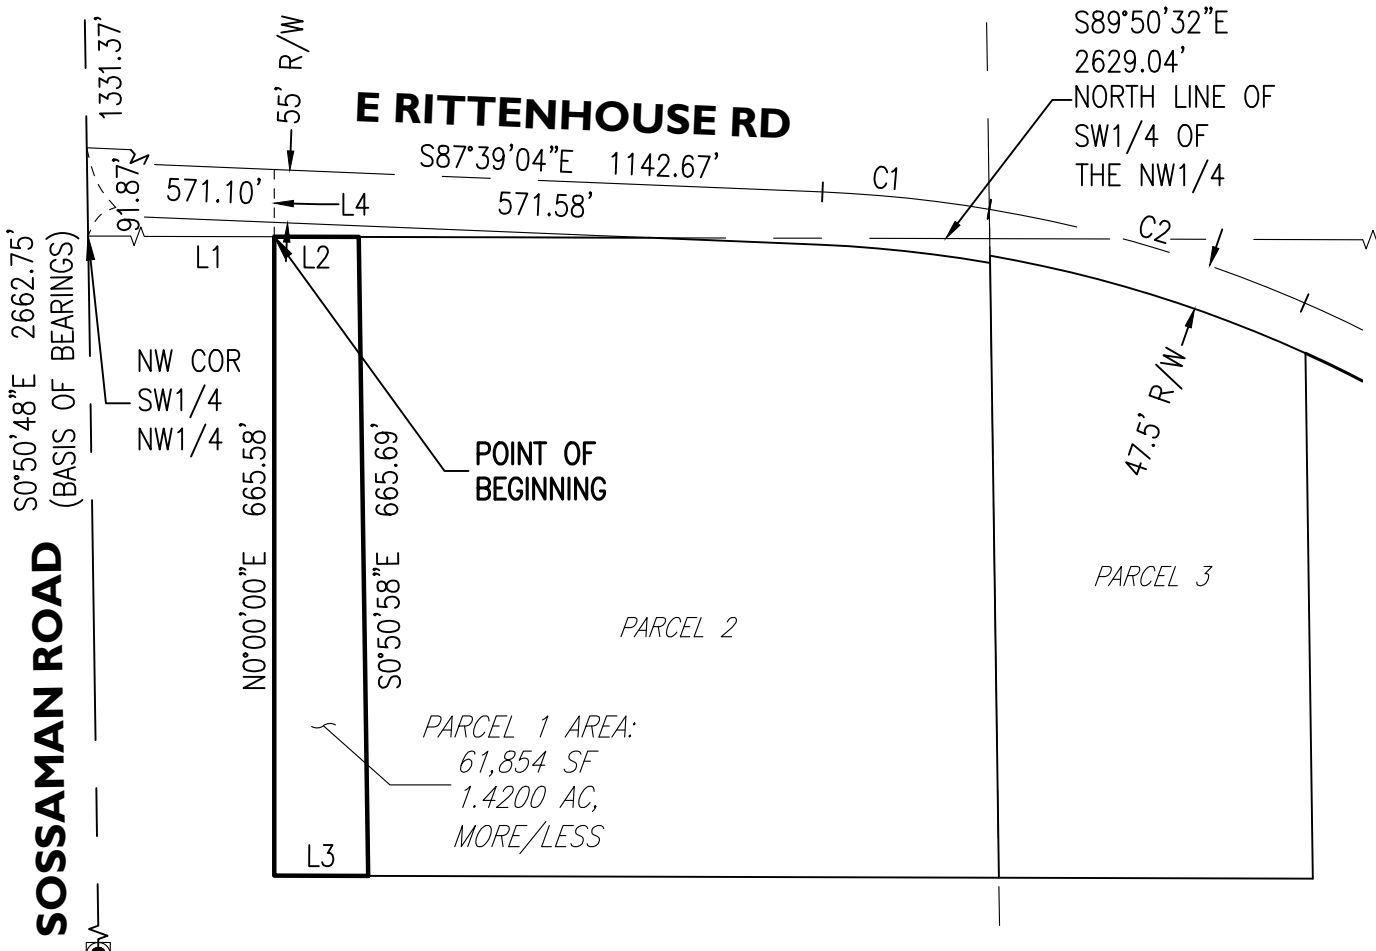 1331.37'
55' R/W
E RITTENHOUSE RD
S87°39'04"E 1142.67'
571.10'
571.58'
L4
C1
C2
91.87'
S89°50'32"E
2629.04'
NORTH LINE OF
SW1/4 OF
THE NW1/4
L1
L2
S0°50'48"E 2662.75'
(BASIS OF BEARINGS)
NW COR
SW1/4
NW1/4
POINT OF
BEGINNING
N0°00'00"E 665.58'
S0°50'58"E 665.69'
47.5' R/W
PARCEL 3
PARCEL 2
PARCEL 1 AREA:
61,854 SF
1.4200 AC,
MORE/LESS
L3
SOSSAMAN ROAD